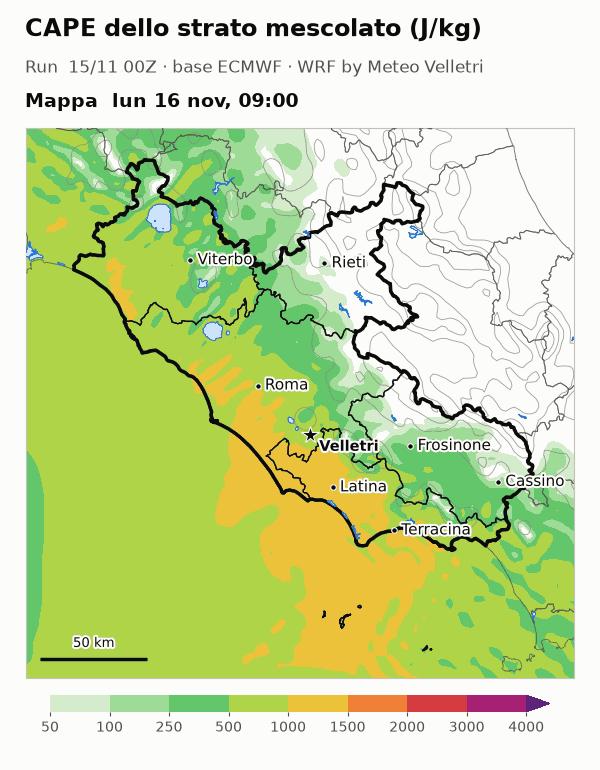 CAPE dello strato mescolato (J/kg)
Run 15/11 00Z · base ECMWF · WRF by Meteo Velletri
Mappa lun 16 nov, 09:00
Viterbo
Rieti
Roma
Velletri
Frosinone
Latina
Cassino
Terracina
50 km
50 100 250 500 1000 1500 2000 3000 4000